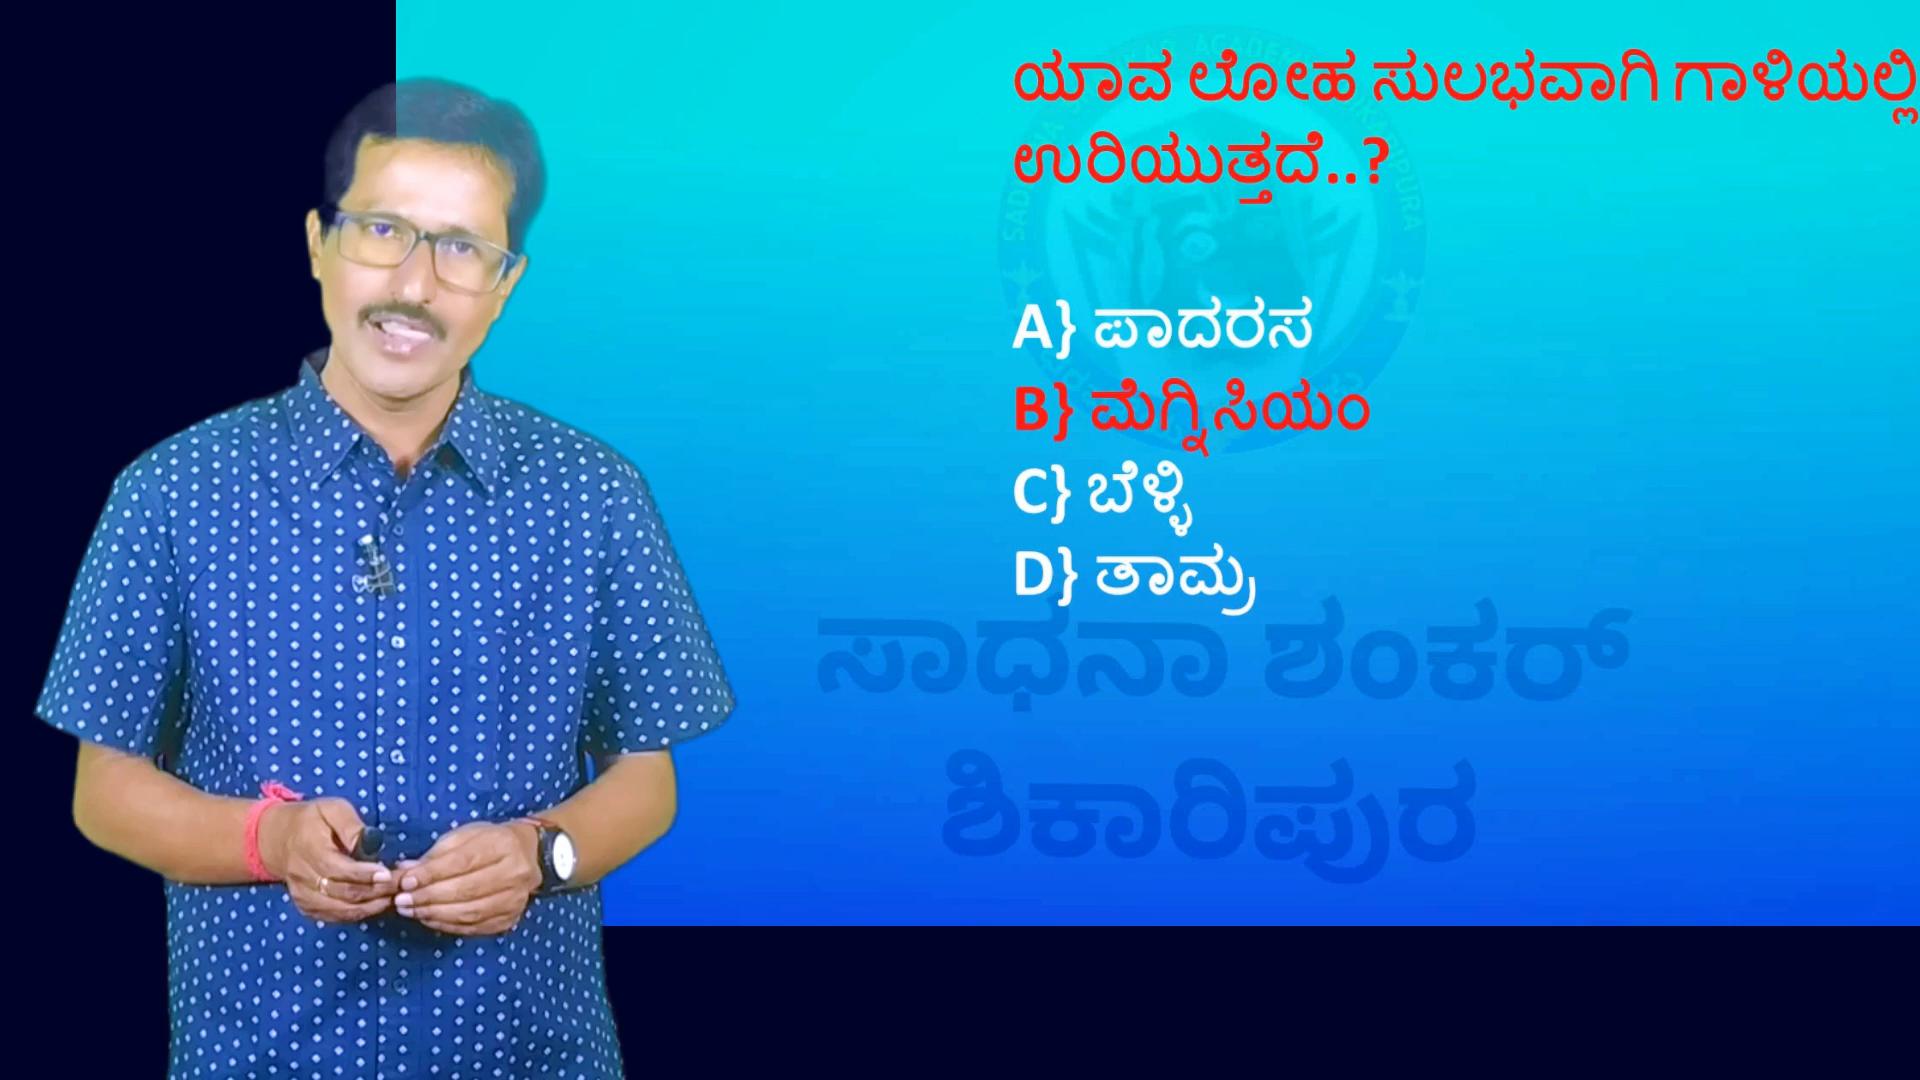 ಯಾವ ಲೋಹ ಸುಲಭವಾಗಿ ಗಾಳಿಯಲ್ಲಿ
ಉರಿಯುತ್ತದೆ..?
A} ಪಾದರಸ
B} ಮೆಗ್ನಿಸಿಯಂ
C} ಬೆಳ್ಳಿ
D} ತಾಮ್ರ
ಸಾಧನಾ ಶಂಕರ್
ಶಿಕಾರಿಪುರ